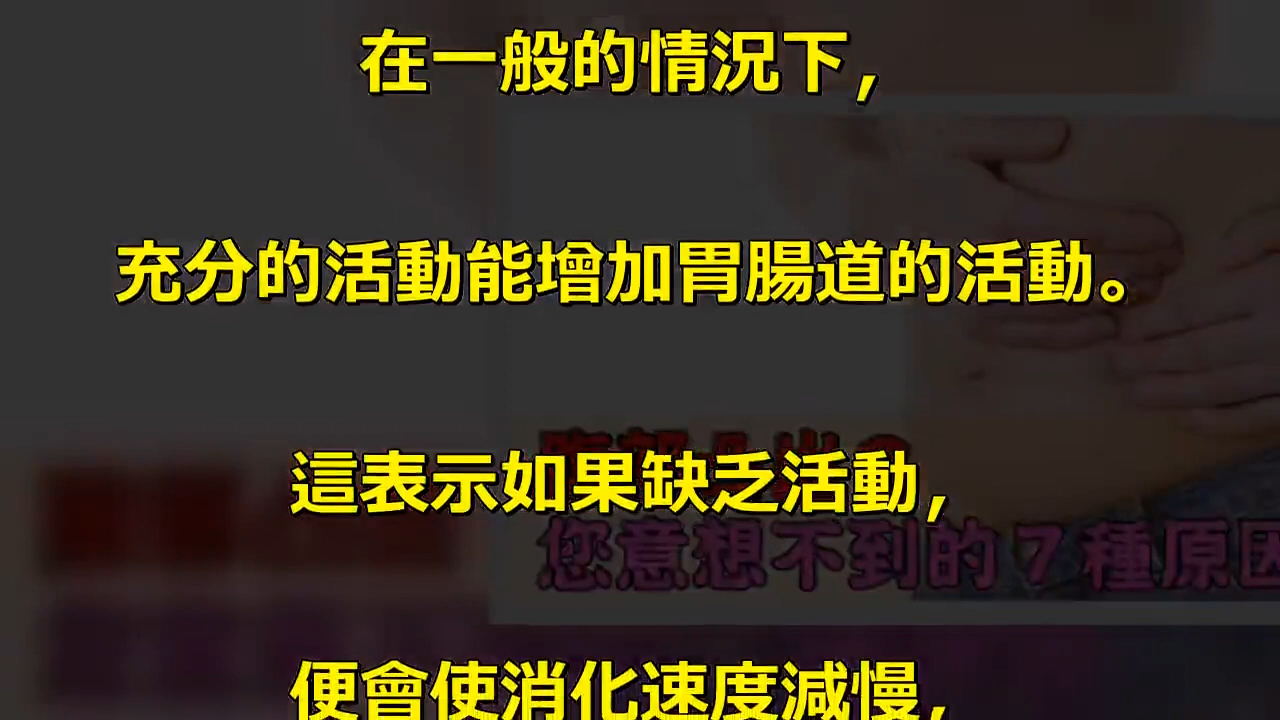 在一般的情況下，
充分的活動能增加胃腸道的活動。
這表示如果缺乏活動，
您意想不到的7種原因
便會使消化速度減慢，